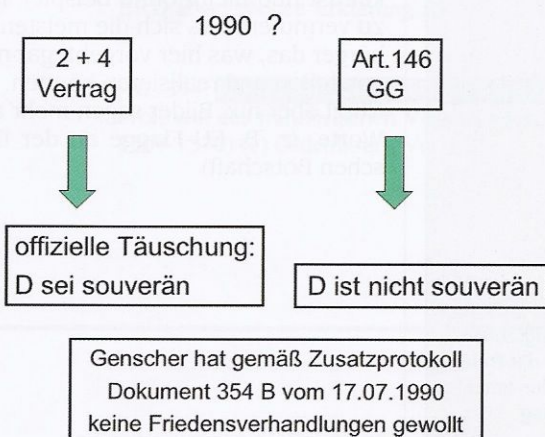 1990 ?
2 + 4
Vertrag
Art.146
GG
offizielle Täuschung:
D sei souverän
D ist nicht souverän
Genscher hat gemäß Zusatzprotokoll
Dokument 354 B vom 17.07.1990
keine Friedensverhandlungen gewollt